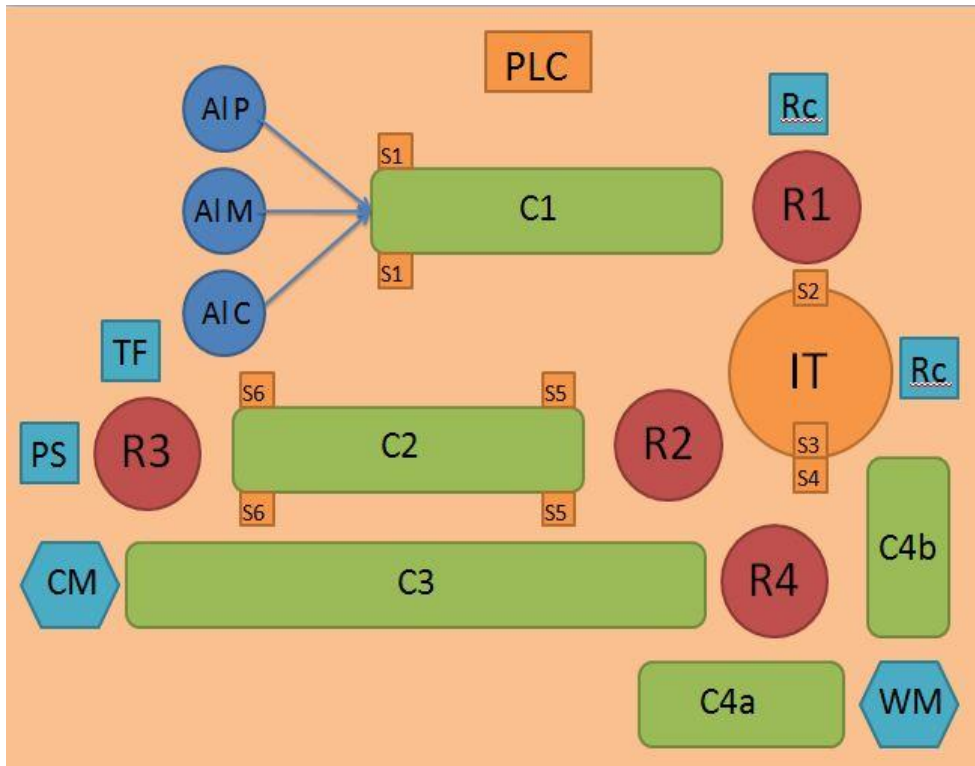 PLC
Al P
Rc
S1
Al M
C1
R1
S1
S2
Al C
TF
IT
Rc
S6
S5
PS
R3
C2
R2
S3
S4
S6
S5
C4b
CM
C3
R4
C4a
WM